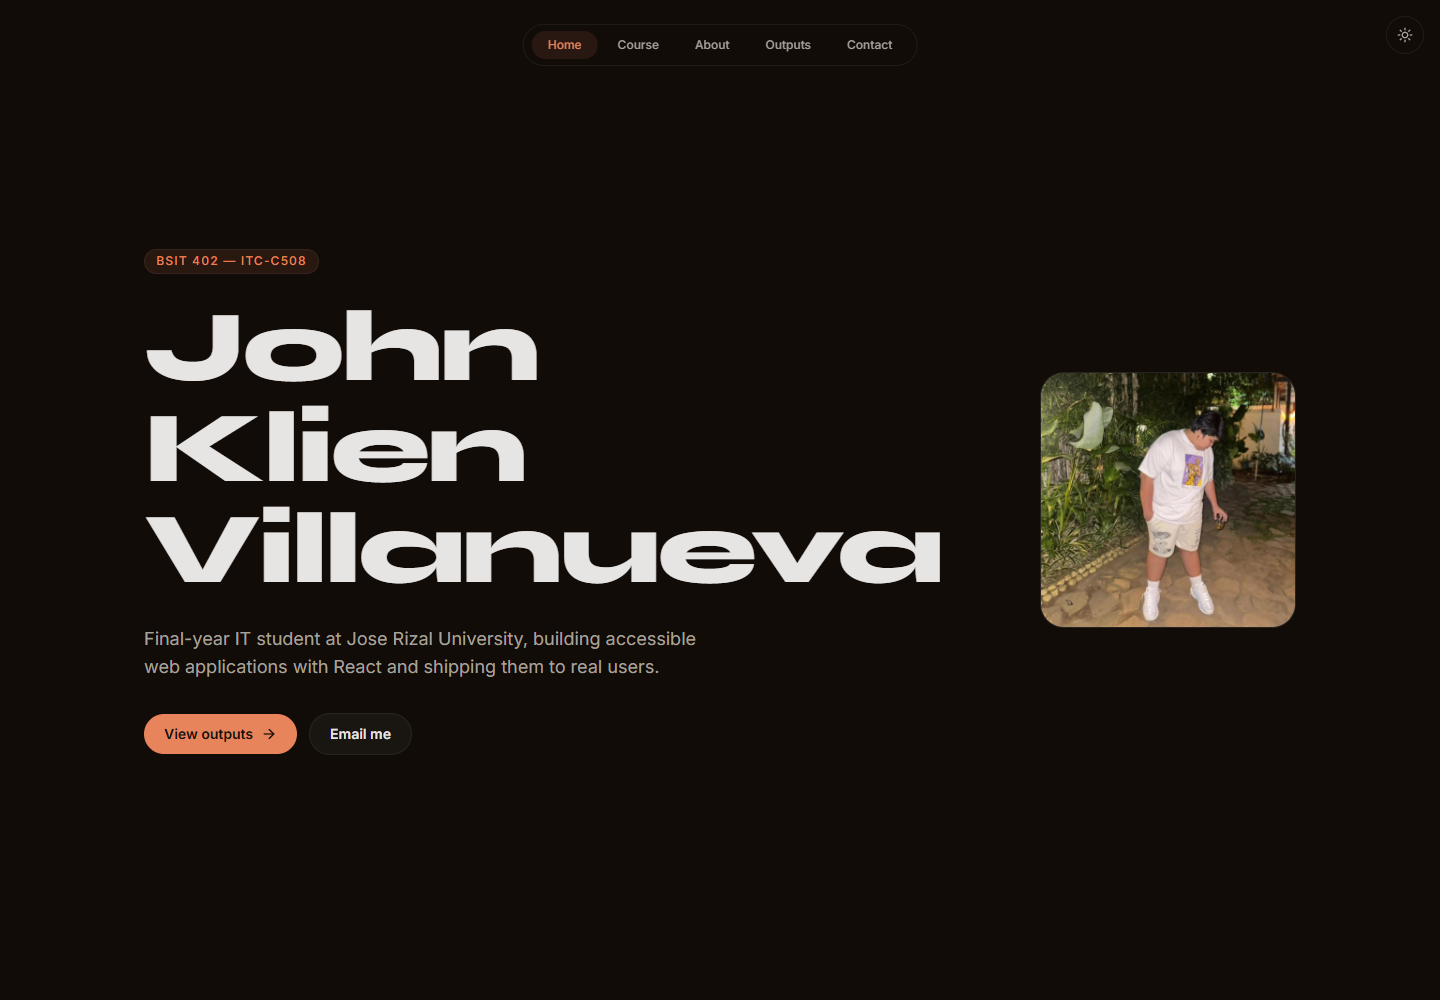 Home Course About Outputs Contact
BSIT 402 — ITC-C508
John
Klien
Villanueva
Final-year IT student at Jose Rizal University, building accessible
web applications with React and shipping them to real users.
View outputs → Email me